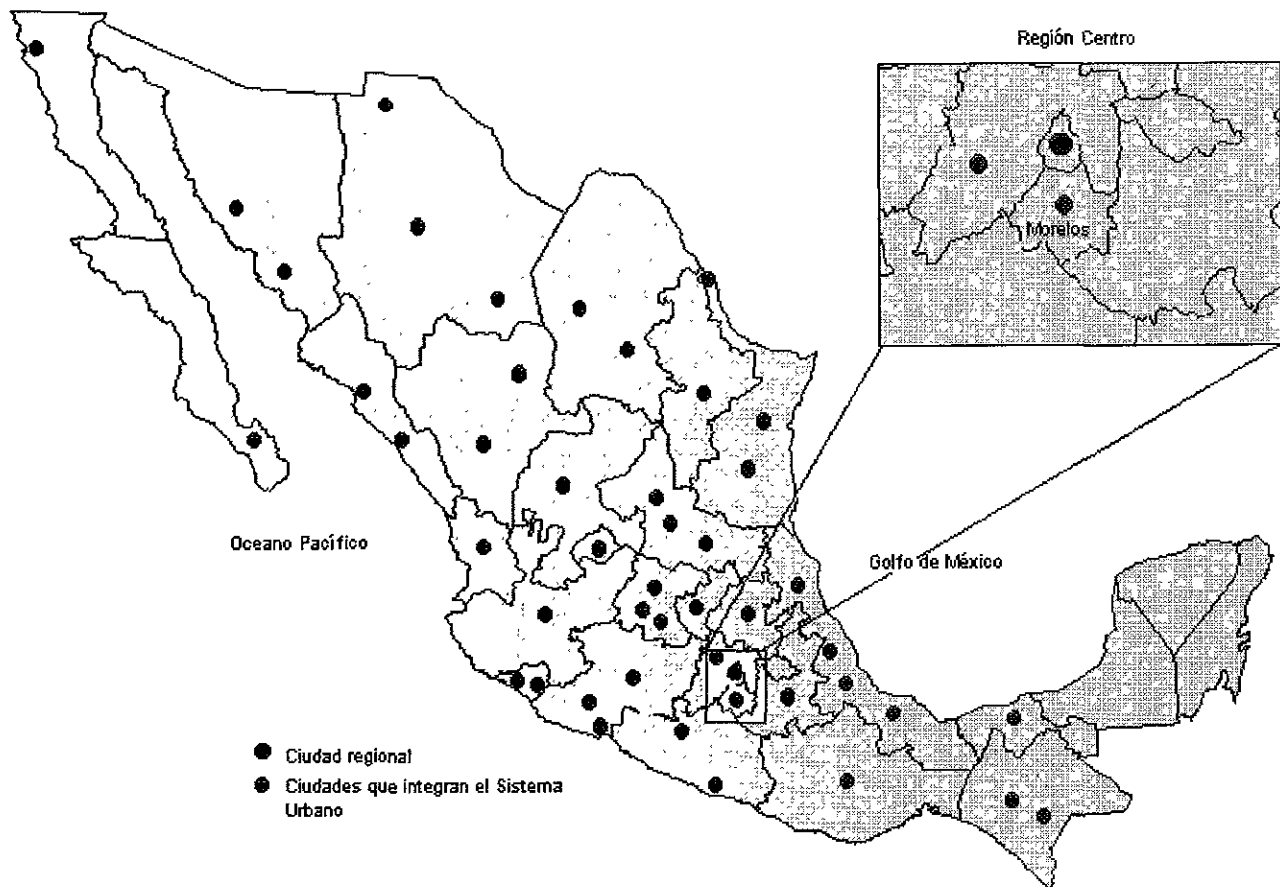 Región Centro
Morelos
Oceano Pacífico
Golfo de México
Ciudad regional
Ciudades que integran el Sistema
Urbano